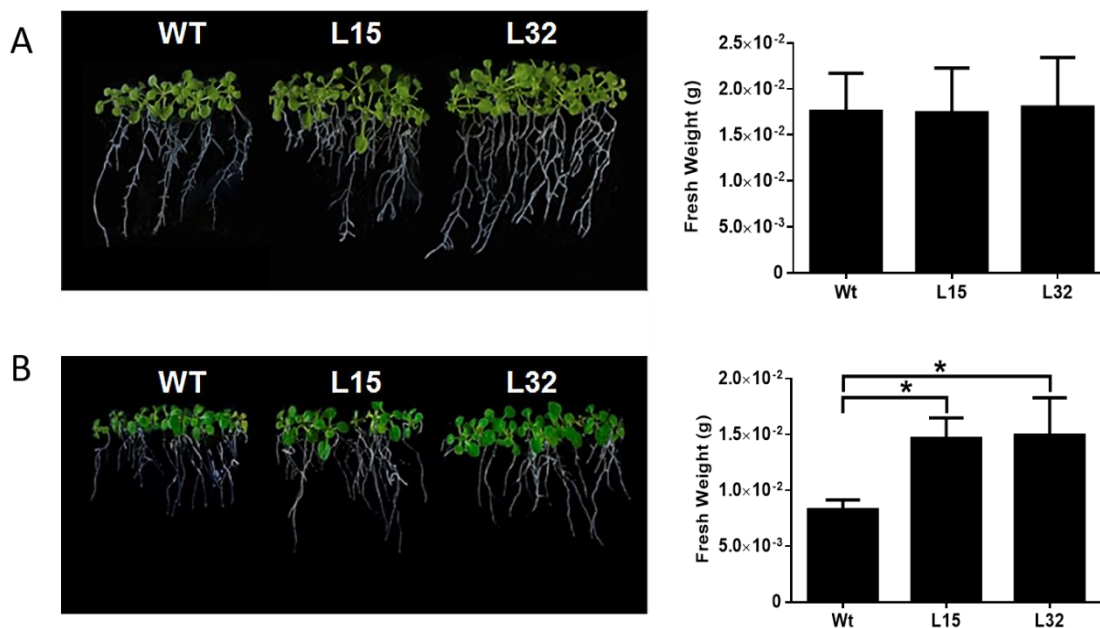 A
WT L15 L32
Fresh Weight (g)
2.5×10⁻²
2.0×10⁻²
1.5×10⁻²
1.0×10⁻²
5.0×10⁻³
0
Wt L15 L32
B
WT L15 L32
Fresh Weight (g)
2.0×10⁻²
1.5×10⁻²
1.0×10⁻²
5.0×10⁻³
0
*
*
Wt L15 L32